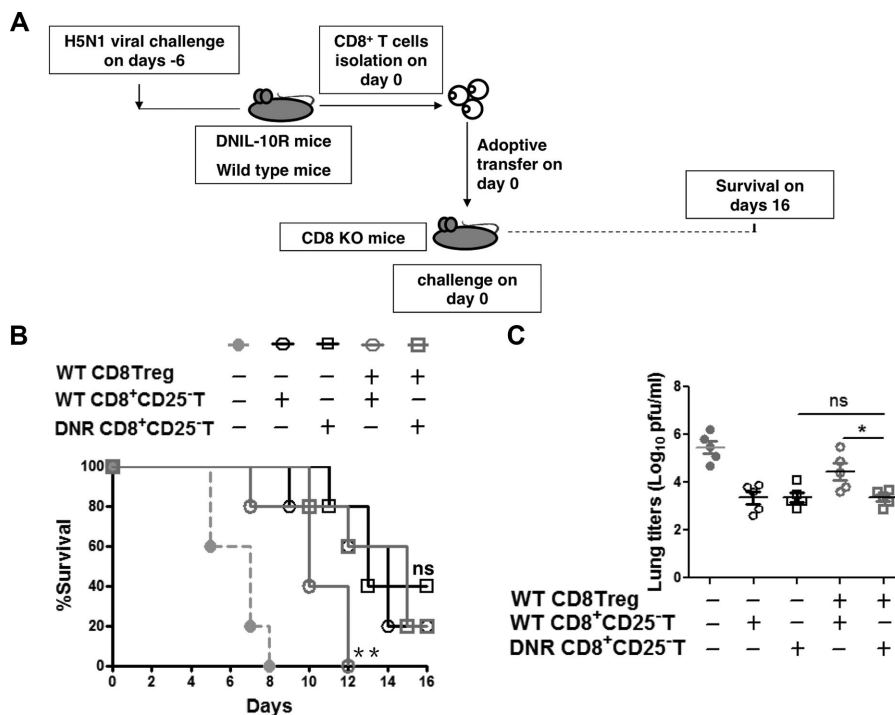 A
H5N1 viral challenge
on days -6
CD8⁺ T cells
isolation on
day 0
DNIL-10R mice
Wild type mice
Adoptive
transfer on
day 0
Survival on
days 16
CD8 KO mice
challenge on
day 0
B
WT CD8Treg – – – + +
WT CD8⁺CD25⁻T – + – + –
DNR CD8⁺CD25⁻T – – + – +
%Survival
100
80
60
40
20
0
ns
**
0 2 4 6 8 10 12 14 16
Days
C
Lung titers (Log₁₀ pfu/ml)
8
6
4
2
0
ns
*
WT CD8Treg – – – + +
WT CD8⁺CD25⁻T – + – + –
DNR CD8⁺CD25⁻T – – + – +